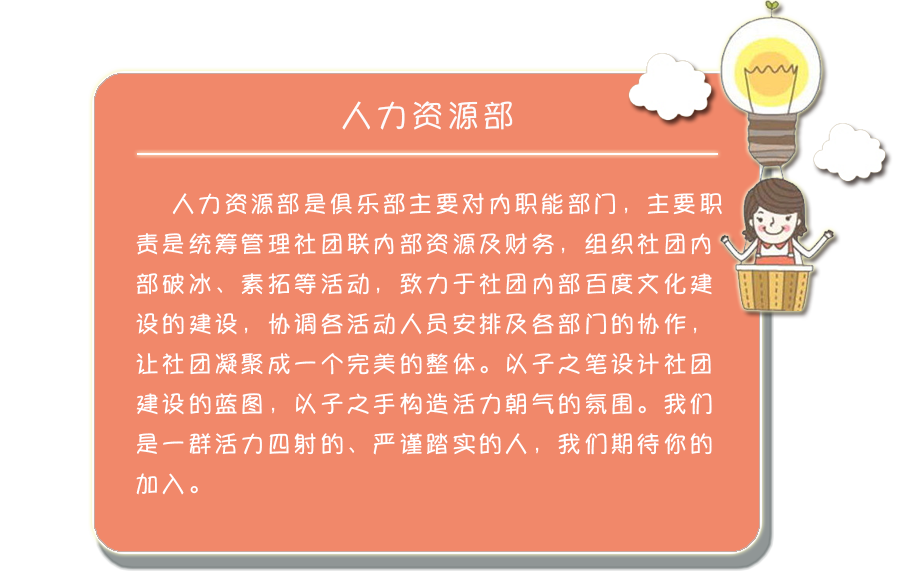 人力资源部
人力资源部是俱乐部主要对内职能部门，主要职
责是统筹管理社团联内部资源及财务，组织社团内
部破冰、素拓等活动，致力于社团内部百度文化建
设的建设，协调各活动人员安排及各部门的协作，
让社团凝聚成一个完美的整体。以子之笔设计社团
建设的蓝图，以子之手构造活力朝气的氛围。我们
是一群活力四射的、严谨踏实的人，我们期待你的
加入。